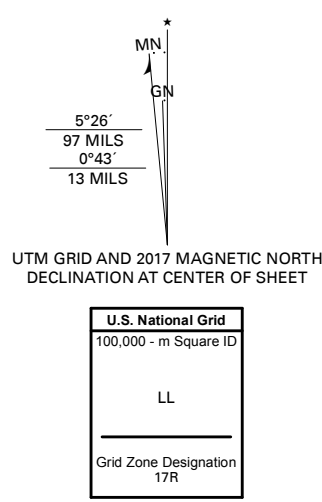 ★
MN
GN
5°26´
97 MILS
0°43´
13 MILS
UTM GRID AND 2017 MAGNETIC NORTH
DECLINATION AT CENTER OF SHEET
U.S. National Grid
100,000 - m Square ID
LL
Grid Zone Designation
17R